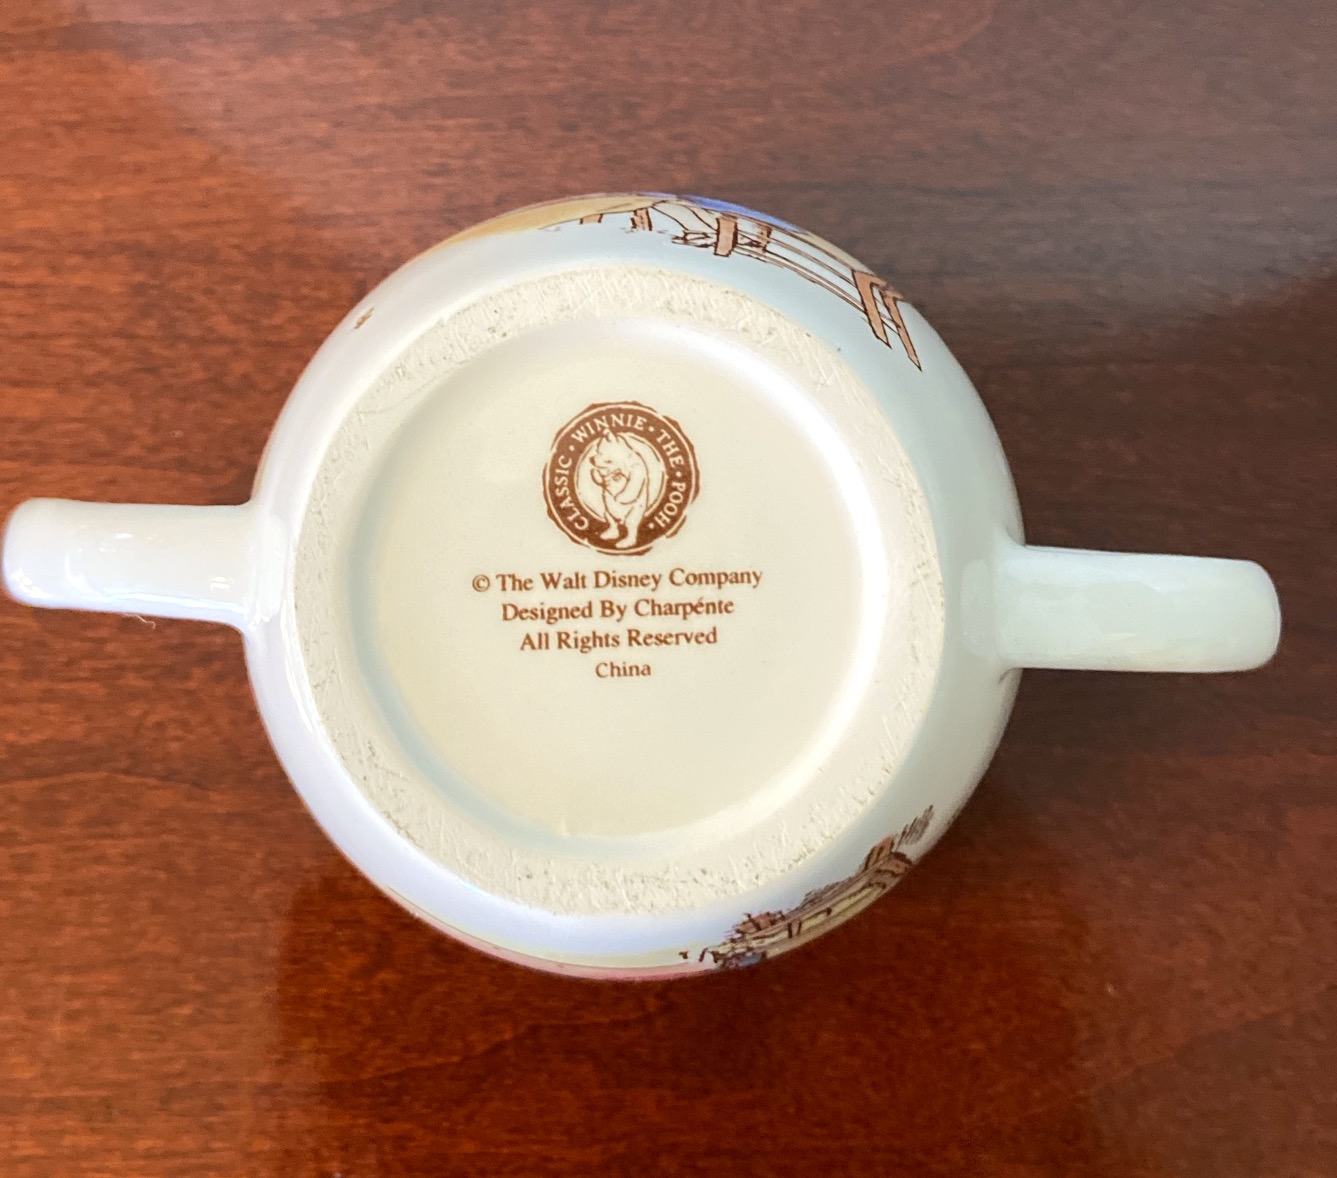 CLASSIC · WINNIE · THE · POOH ·
© The Walt Disney Company
Designed By Charpénte
All Rights Reserved
China